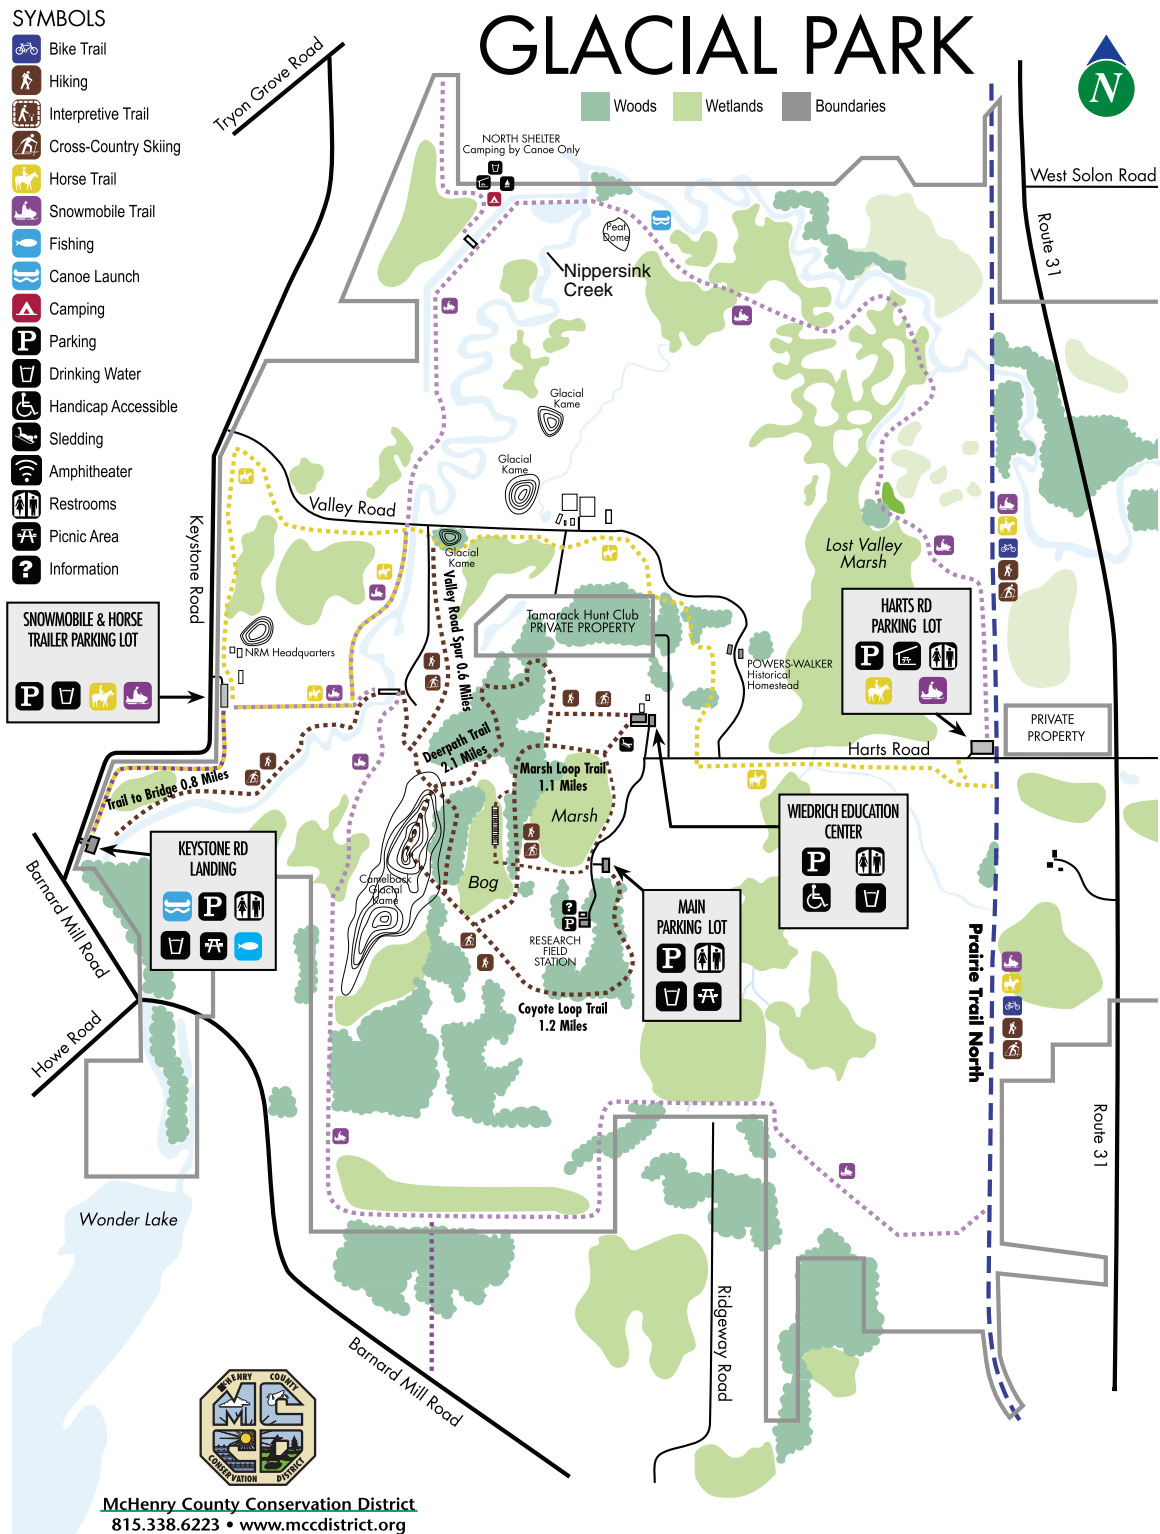 SYMBOLS
Bike Trail
Hiking
Interpretive Trail
Cross-Country Skiing
Horse Trail
Snowmobile Trail
Fishing
Canoe Launch
Camping
P Parking
Drinking Water
Handicap Accessible
Sledding
Amphitheater
Restrooms
Picnic Area
? Information
GLACIAL PARK
Woods
Wetlands
Boundaries
N
Tryon Grove Road
NORTH SHELTER
Camping by Canoe Only
West Solon Road
Route 31
Peat
Dome
Nippersink
Creek
Glacial
Kame
Glacial
Kame
Valley Road
Keystone Road
Glacial
Kame
Valley Road Spur 0.6 Miles
Lost Valley
Marsh
SNOWMOBILE & HORSE
TRAILER PARKING LOT
P
NRM Headquarters
Tamarack Hunt Club
PRIVATE PROPERTY
POWERS-WALKER
Historical
Homestead
HARTS RD
PARKING LOT
P
PRIVATE
PROPERTY
Harts Road
Deerpath Trail
2.1 Miles
Marsh Loop Trail
1.1 Miles
Marsh
Trail to Bridge 0.8 Miles
KEYSTONE RD
LANDING
P
Barnard Mill Road
Camelback
Glacial
Kame
Bog
WIEDRICH EDUCATION
CENTER
P
MAIN
PARKING LOT
P
?
P
RESEARCH
FIELD
STATION
Coyote Loop Trail
1.2 Miles
Prairie Trail North
Howe Road
Route 31
Wonder Lake
Ridgeway Road
Barnard Mill Road
McHENRY COUNTY
MCCD
CONSERVATION DISTRICT
McHenry County Conservation District
815.338.6223 • www.mccdistrict.org